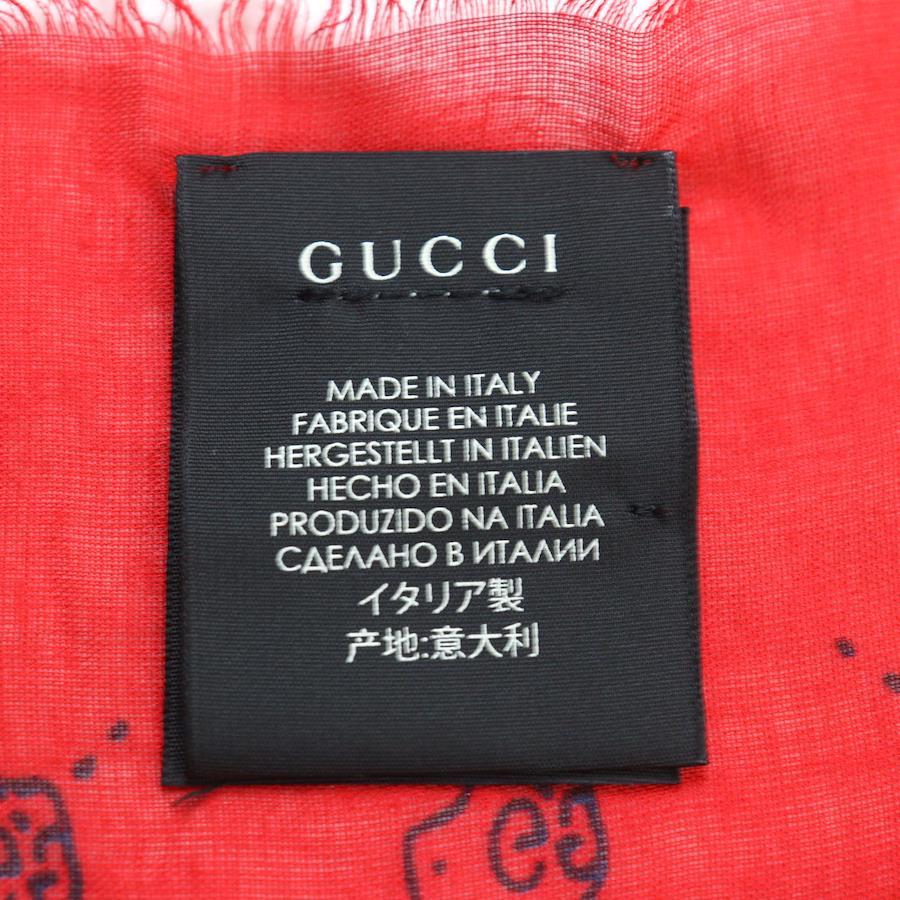 GUCCI
MADE IN ITALY
FABRIQUE EN ITALIE
HERGESTELLT IN ITALIEN
HECHO EN ITALIA
PRODUZIDO NA ITALIA
СДЕЛАНО В ИТАЛИИ
イタリア製
产地:意大利